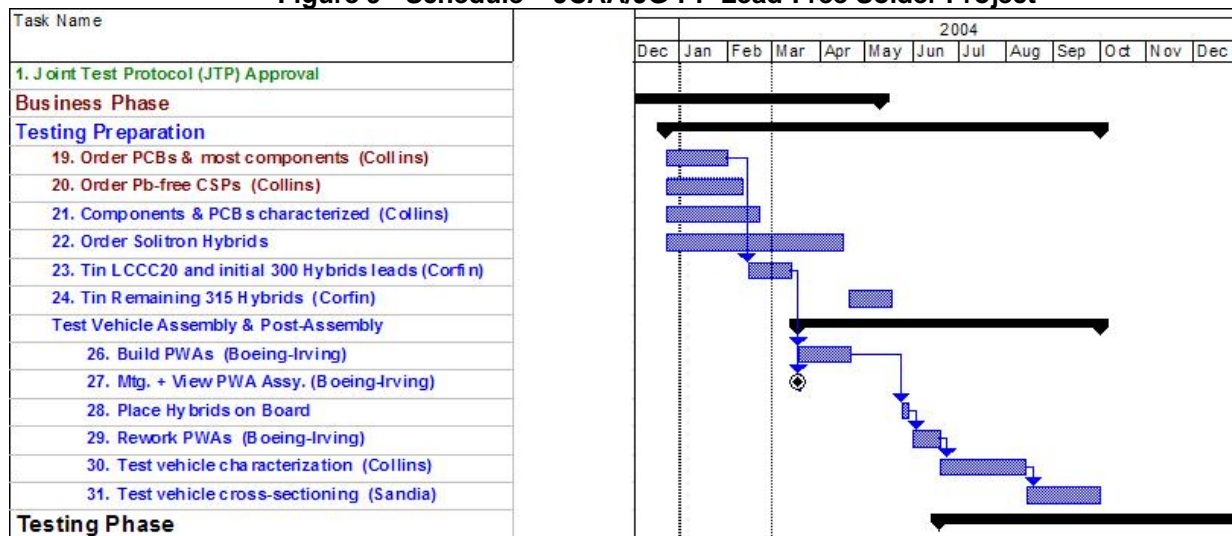 Figure 3 - Schedule – JCAA/JG-PP Lead-Free Solder Project
Task Name
2004
Dec Jan Feb Mar Apr May Jun Jul Aug Sep Oct Nov Dec
1. Joint Test Protocol (JTP) Approval
Business Phase
Testing Preparation
19. Order PCBs & most components (Collins)
20. Order Pb-free CSPs (Collins)
21. Components & PCBs characterized (Collins)
22. Order Solitron Hybrids
23. Tin LCCC20 and initial 300 Hybrids leads (Corfin)
24. Tin Remaining 315 Hybrids (Corfin)
Test Vehicle Assembly & Post-Assembly
26. Build PWAs (Boeing-Irving)
27. Mtg. + View PWA Assy. (Boeing-Irving)
28. Place Hybrids on Board
29. Rework PWAs (Boeing-Irving)
30. Test vehicle characterization (Collins)
31. Test vehicle cross-sectioning (Sandia)
Testing Phase